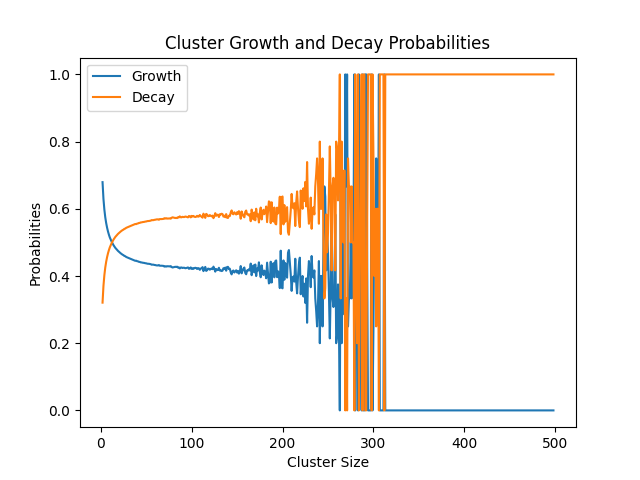 Cluster Growth and Decay Probabilities
Growth
Decay
1.0
0.8
0.6
0.4
0.2
0.0
Probabilities
0 100 200 300 400 500
Cluster Size